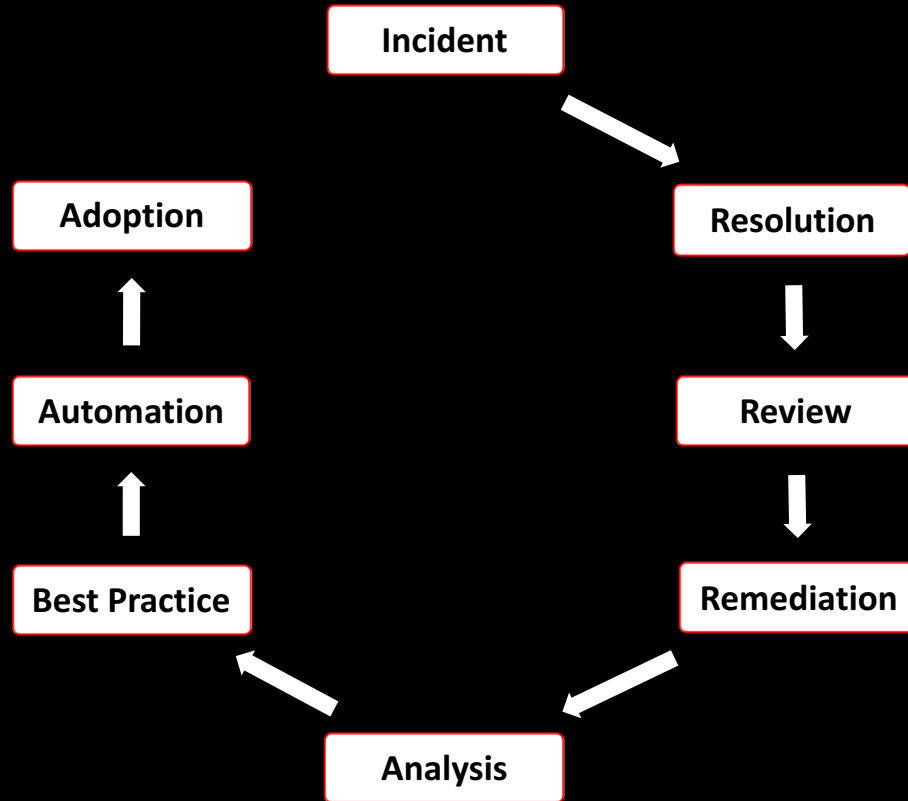 Incident
Resolution
Review
Remediation
Analysis
Best Practice
Automation
Adoption